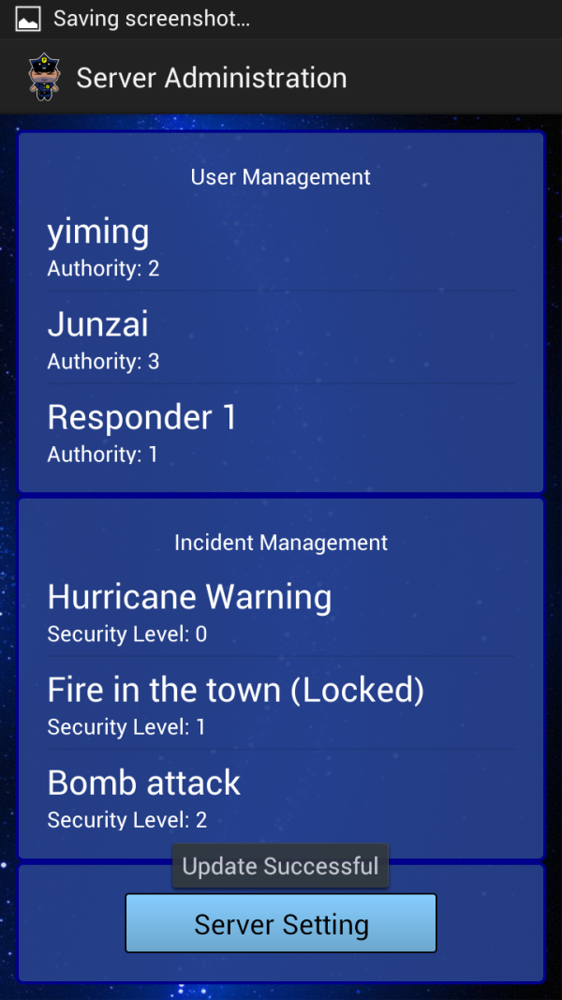 Saving screenshot...
Server Administration
User Management
yiming
Authority: 2
Junzai
Authority: 3
Responder 1
Authority: 1
Incident Management
Hurricane Warning
Security Level: 0
Fire in the town (Locked)
Security Level: 1
Bomb attack
Security Level: 2
Update Successful
Server Setting